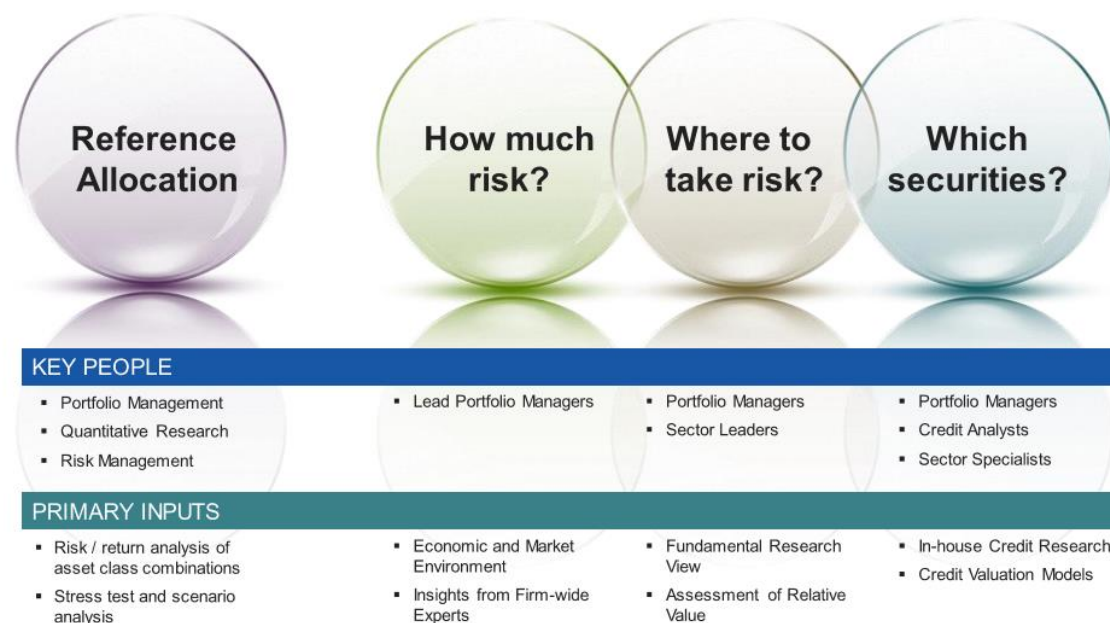 Reference
Allocation
How much
risk?
Where to
take risk?
Which
securities?
KEY PEOPLE
▪ Portfolio Management
▪ Quantitative Research
▪ Risk Management
▪ Lead Portfolio Managers
▪ Portfolio Managers
▪ Sector Leaders
▪ Portfolio Managers
▪ Credit Analysts
▪ Sector Specialists
PRIMARY INPUTS
▪ Risk / return analysis of
asset class combinations
▪ Stress test and scenario
analysis
▪ Economic and Market
Environment
▪ Insights from Firm-wide
Experts
▪ Fundamental Research
View
▪ Assessment of Relative
Value
▪ In-house Credit Research
▪ Credit Valuation Models